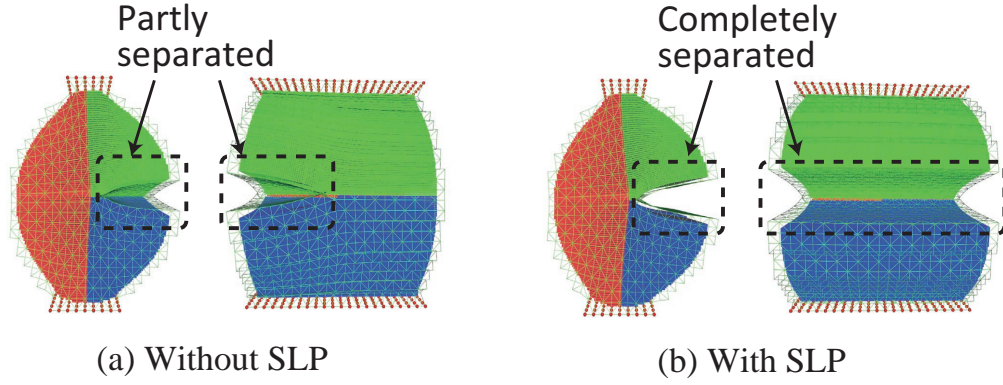 Partly
separated
Completely
separated
(a) Without SLP
(b) With SLP